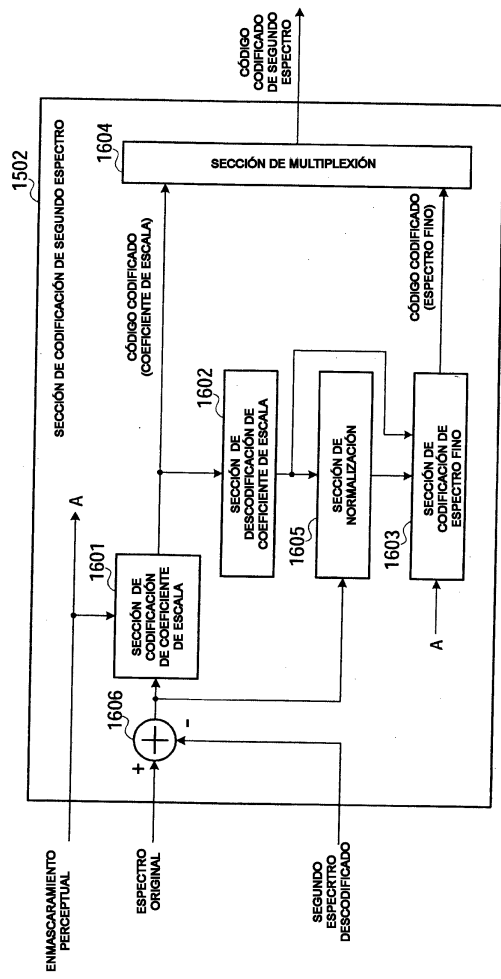 1502
SECCIÓN DE CODIFICACIÓN DE SEGUNDO ESPECTRO
ENMASCARAMIENTO
PERCEPTUAL
A
1601
SECCIÓN DE
CODIFICACIÓN
DE COEFICIENTE
DE ESCALA
CÓDIGO CODIFICADO
(COEFICIENTE DE ESCALA)
1604
SECCIÓN DE MULTIPLEXIÓN
CÓDIGO
CODIFICADO
DE SEGUNDO
ESPECTRO
1606
+
-
ESPECTRO
ORIGINAL
1602
SECCIÓN DE
DESCODIFICACIÓN DE
COEFICIENTE DE ESCALA
1605
SECCIÓN DE
NORMALIZACIÓN
SEGUNDO
ESPECRTRO
DESCODIFICADO
A
1603
SECCIÓN DE
CODIFICACIÓN DE
ESPECTRO FINO
CÓDIGO CODIFICADO
(ESPECTRO FINO)